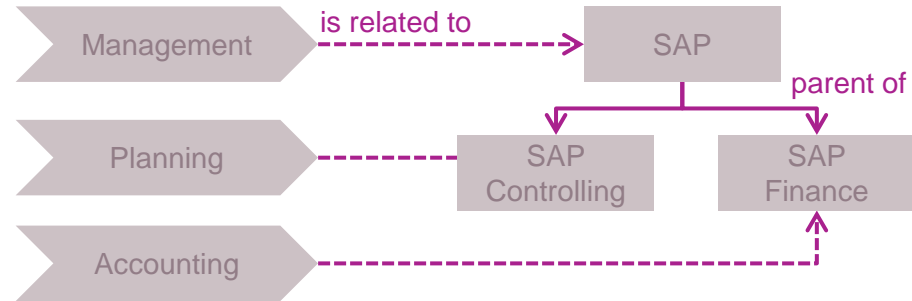 is related to
Management
SAP
parent of
Planning
SAP
Controlling
SAP
Finance
Accounting